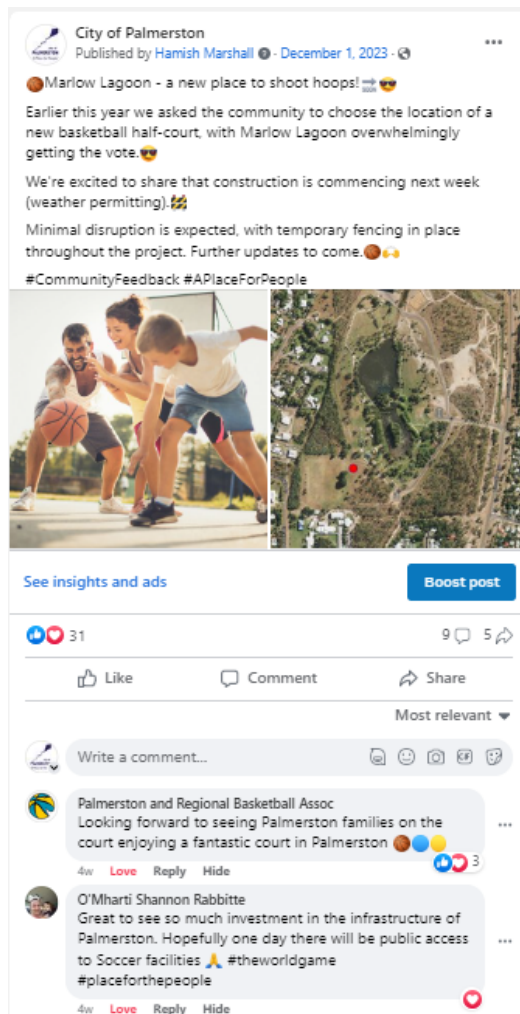 City of Palmerston
Published by Hamish Marshall · December 1, 2023 ·
Marlow Lagoon - a new place to shoot hoops!
Earlier this year we asked the community to choose the location of a
new basketball half-court, with Marlow Lagoon overwhelmingly
getting the vote.
We're excited to share that construction is commencing next week
(weather permitting).
Minimal disruption is expected, with temporary fencing in place
throughout the project. Further updates to come.
#CommunityFeedback #APlaceForPeople
See insights and ads
Boost post
31
9 5
Like Comment Share
Most relevant
Write a comment...
GIF
Palmerston and Regional Basketball Assoc
Looking forward to seeing Palmerston families on the
court enjoying a fantastic court in Palmerston
3
4w Love Reply Hide
O'Mharti Shannon Rabbitte
Great to see so much investment in the infrastructure of
Palmerston. Hopefully one day there will be public access
to Soccer facilities 🙏 #theworldgame
#placeforthepeople
4w Love Reply Hide